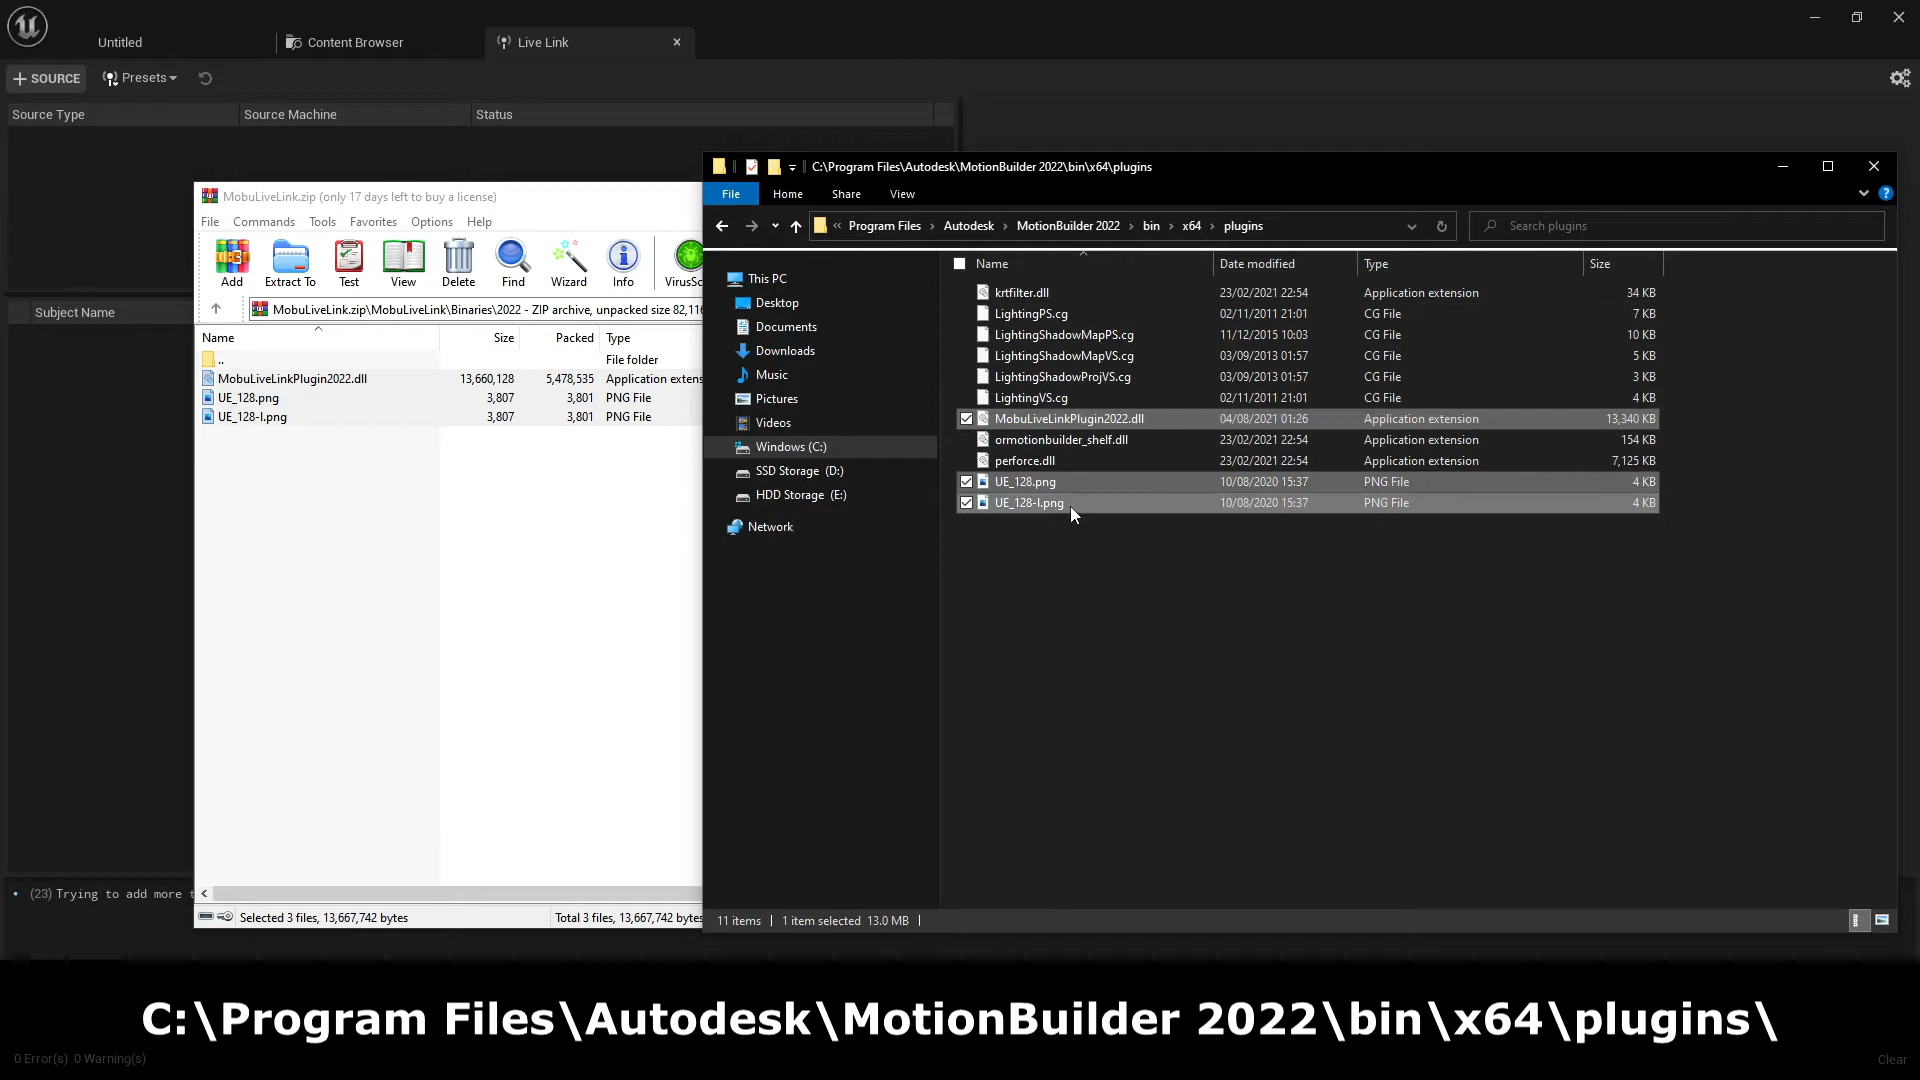 Untitled
Content Browser
Live Link
SOURCE
Presets
Source Type
Source Machine
Status
Subject Name
MobuLiveLink.zip (only 17 days left to buy a license)
File
Commands
Tools
Favorites
Options
Help
Add
Extract To
Test
View
Delete
Find
Wizard
Info
VirusSc
MobuLiveLink.zip\MobuLiveLink\Binaries\2022 - ZIP archive, unpacked size 82,116
Name Size Packed Type
.. File folder
MobuLiveLinkPlugin2022.dll 13,660,128 5,478,535 Application extens
UE_128.png 3,807 3,801 PNG File
UE_128-I.png 3,807 3,801 PNG File
Selected 3 files, 13,667,742 bytes
Total 3 files, 13,667,742 bytes
C:\Program Files\Autodesk\MotionBuilder 2022\bin\x64\plugins
File
Home
Share
View
« Program Files › Autodesk › MotionBuilder 2022 › bin › x64 › plugins
Search plugins
This PC
Desktop
Documents
Downloads
Music
Pictures
Videos
Windows (C:)
SSD Storage (D:)
HDD Storage (E:)
Network
Name Date modified Type Size
krtfilter.dll 23/02/2021 22:54 Application extension 34 KB
LightingPS.cg 02/11/2011 21:01 CG File 7 KB
LightingShadowMapPS.cg 11/12/2015 10:03 CG File 10 KB
LightingShadowMapVS.cg 03/09/2013 01:57 CG File 5 KB
LightingShadowProjVS.cg 03/09/2013 01:57 CG File 3 KB
LightingVS.cg 02/11/2011 21:01 CG File 4 KB
MobuLiveLinkPlugin2022.dll 04/08/2021 01:26 Application extension 13,340 KB
ormotionbuilder_shelf.dll 23/02/2021 22:54 Application extension 154 KB
perforce.dll 23/02/2021 22:54 Application extension 7,125 KB
UE_128.png 10/08/2020 15:37 PNG File 4 KB
UE_128-I.png 10/08/2020 15:37 PNG File 4 KB
11 items
1 item selected 13.0 MB
(23) Trying to add more t
C:\Program Files\Autodesk\MotionBuilder 2022\bin\x64\plugins\
0 Error(s) 0 Warning(s)
Clear